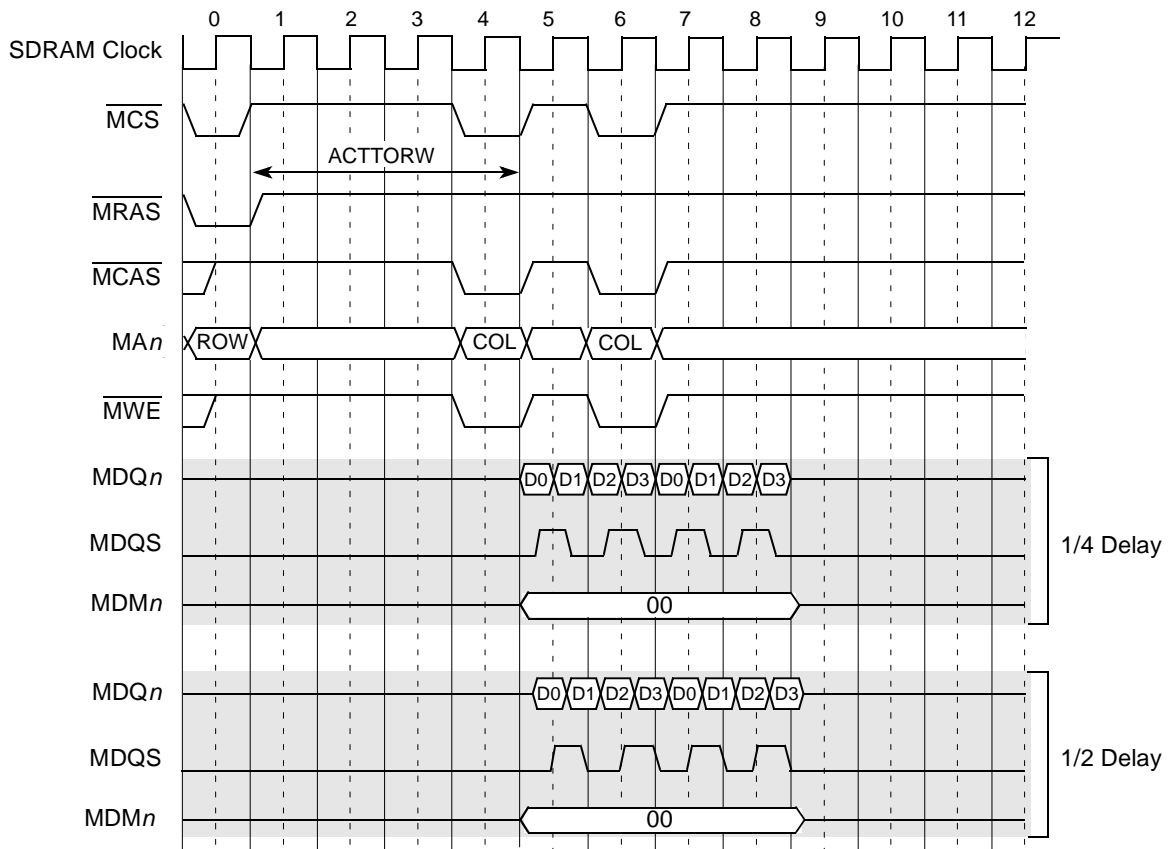 0 1 2 3 4 5 6 7 8 9 10 11 12
SDRAM Clock
MCS
ACTTORW
MRAS
MCAS
MAn ROW COL COL
MWE
MDQn D0 D1 D2 D3 D0 D1 D2 D3
MDQS
1/4 Delay
MDMn 00
MDQn D0 D1 D2 D3 D0 D1 D2 D3
MDQS
1/2 Delay
MDMn 00